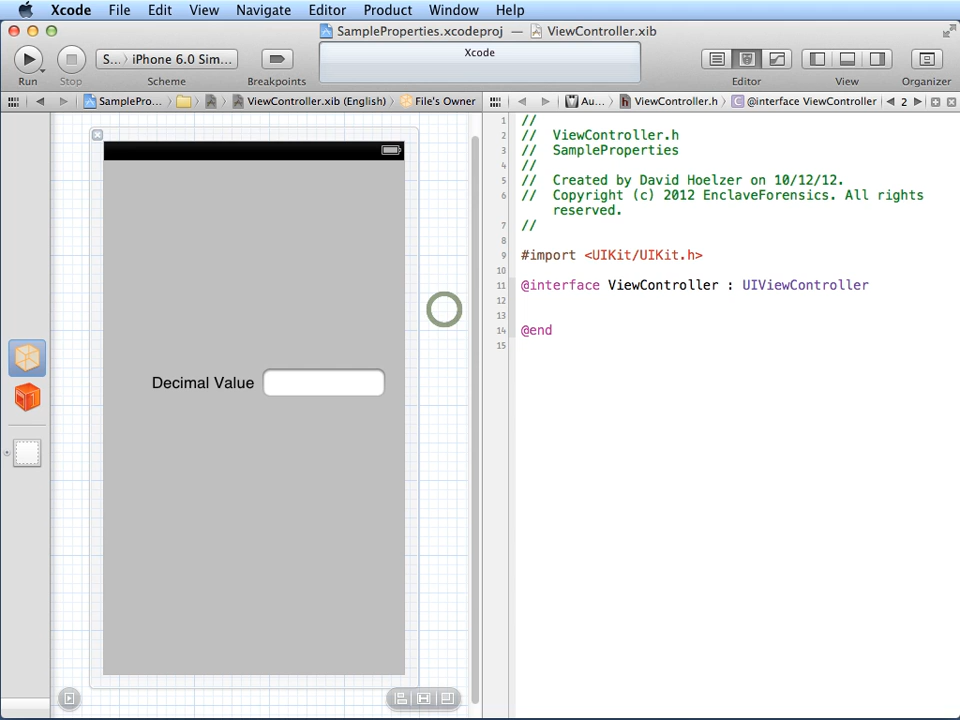 Xcode File Edit View Navigate Editor Product Window Help
SampleProperties.xcodeproj — ViewController.xib
Xcode
S... iPhone 6.0 Sim...
Run Stop Scheme Breakpoints Editor View Organizer
SamplePro... ViewController.xib (English) File's Owner
Au... ViewController.h @interface ViewController 2
1 //
2 // ViewController.h
3 // SampleProperties
4 //
5 // Created by David Hoelzer on 10/12/12.
6 // Copyright (c) 2012 EnclaveForensics. All rights
reserved.
7 //
8
9 #import <UIKit/UIKit.h>
10
11 @interface ViewController : UIViewController
12
13
14 @end
15
Decimal Value